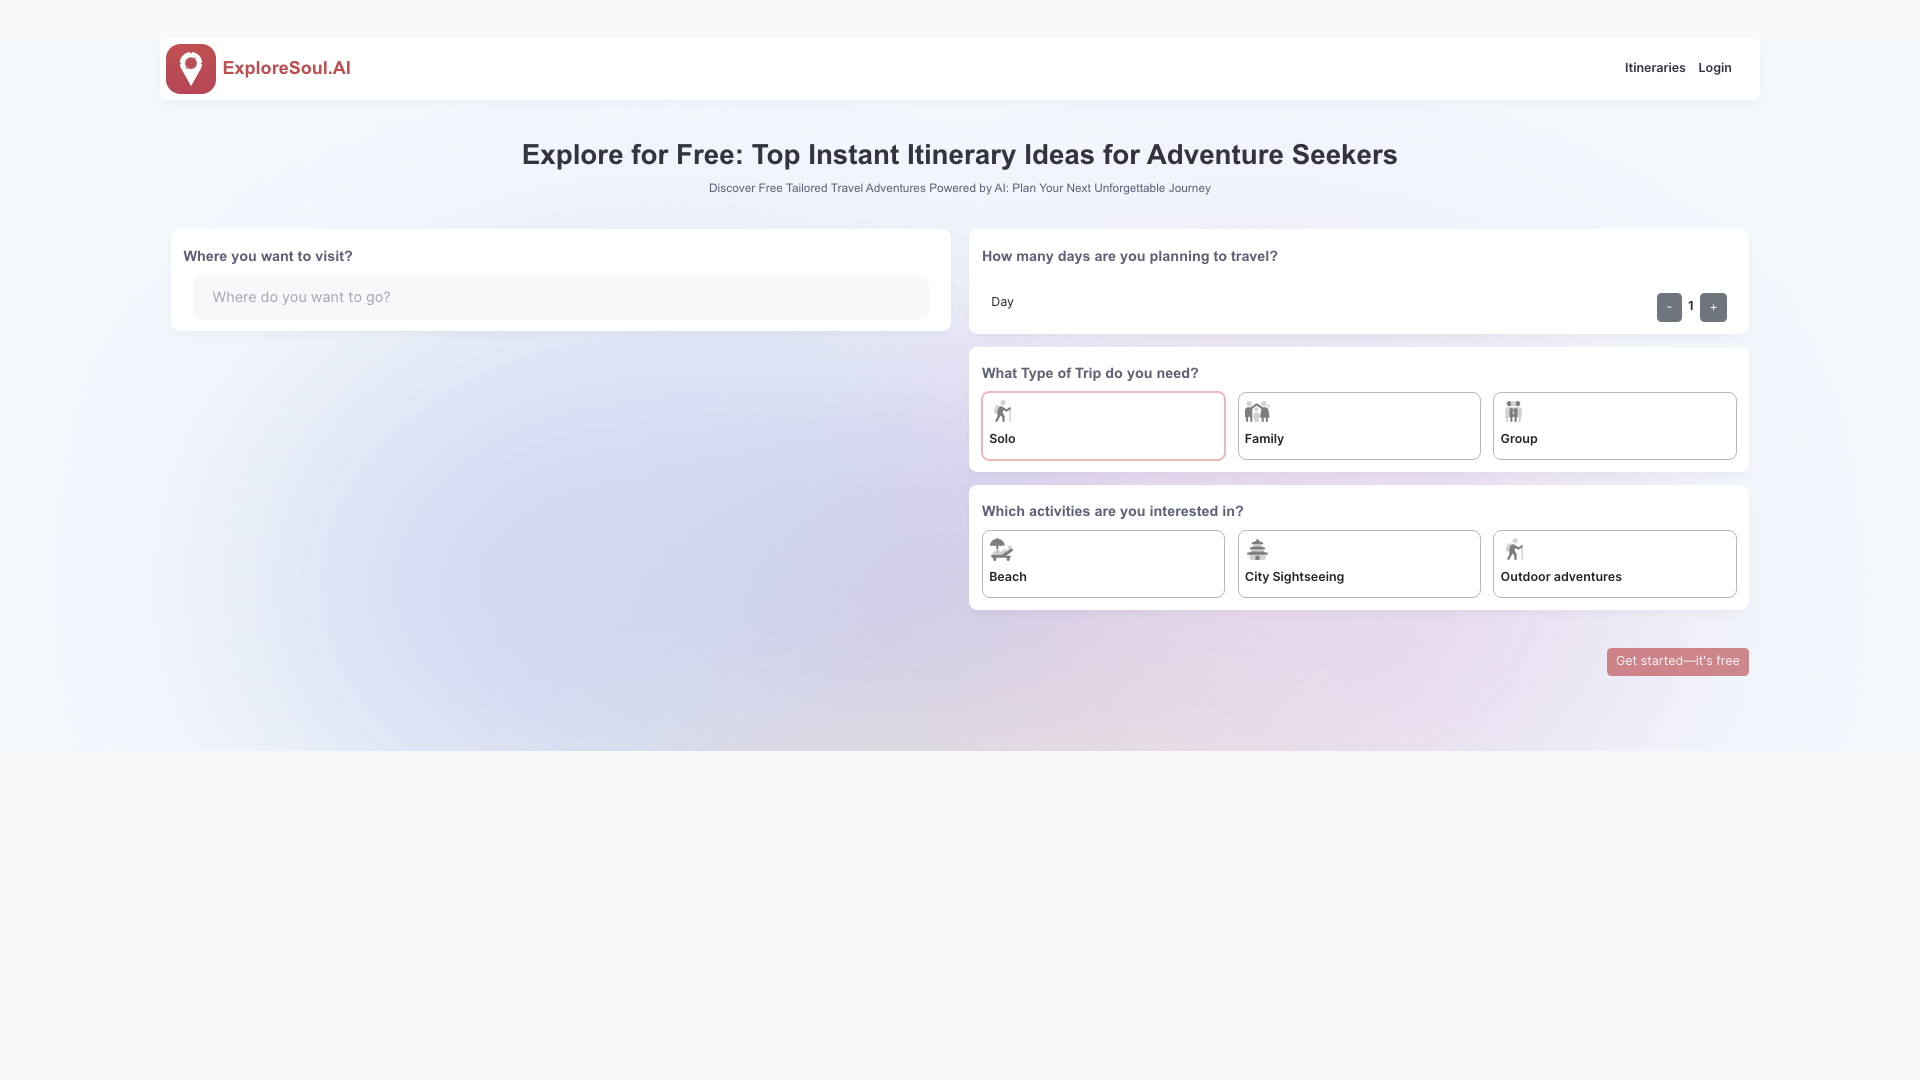 ExploreSoul.AI
Itineraries Login
Explore for Free: Top Instant Itinerary Ideas for Adventure Seekers
Discover Free Tailored Travel Adventures Powered by AI: Plan Your Next Unforgettable Journey
Where you want to visit?
Where do you want to go?
How many days are you planning to travel?
Day
- 1 +
What Type of Trip do you need?
Solo
Family
Group
Which activities are you interested in?
Beach
City Sightseeing
Outdoor adventures
Get started—it's free